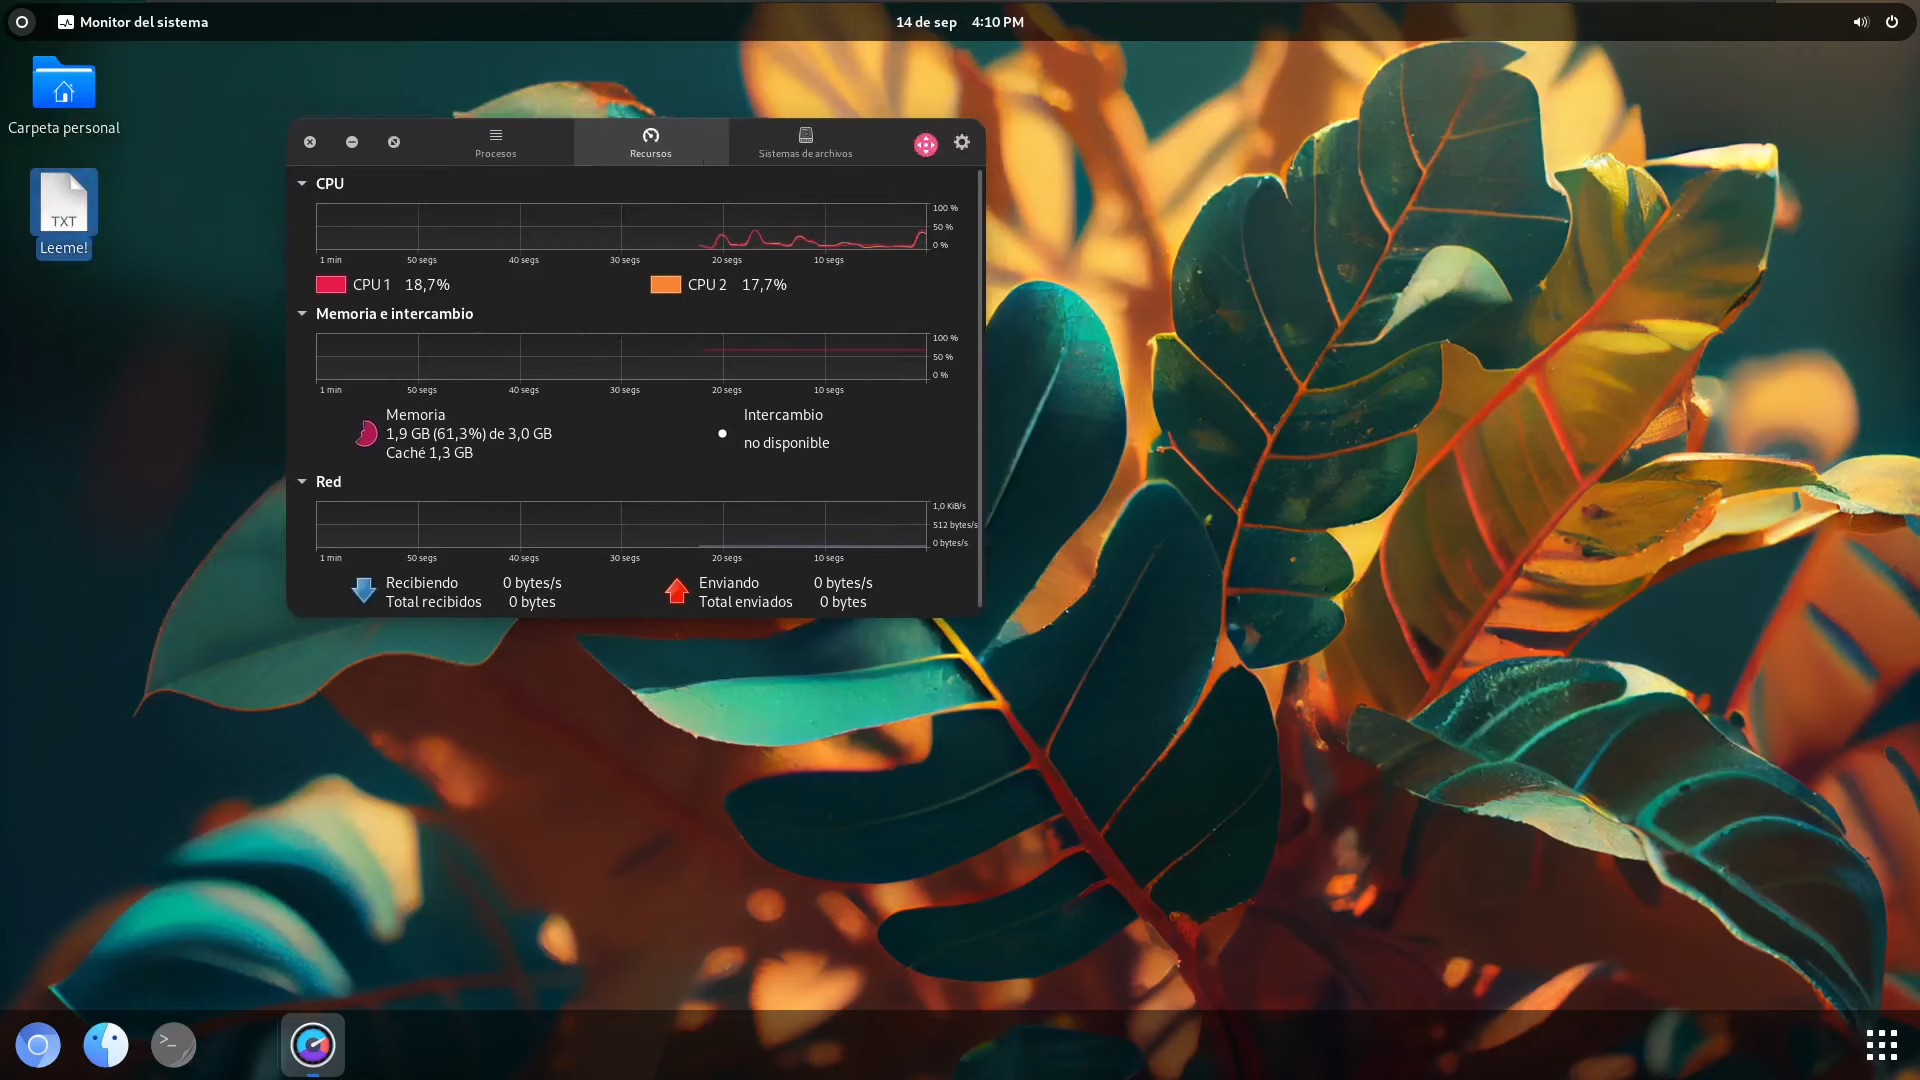 Monitor del sistema
14 de sep 4:10 PM
Carpeta personal
TXT
Leeme!
Procesos
Recursos
Sistemas de archivos
CPU
100 %
50 %
0 %
1 min 50 segs 40 segs 30 segs 20 segs 10 segs
CPU 1 18,7% CPU 2 17,7%
Memoria e intercambio
100 %
50 %
0 %
1 min 50 segs 40 segs 30 segs 20 segs 10 segs
Memoria
1,9 GB (61,3%) de 3,0 GB
Caché 1,3 GB
Intercambio
no disponible
Red
1,0 KiB/s
512 bytes/s
0 bytes/s
1 min 50 segs 40 segs 30 segs 20 segs 10 segs
Recibiendo 0 bytes/s
Total recibidos 0 bytes
Enviando 0 bytes/s
Total enviados 0 bytes
>_